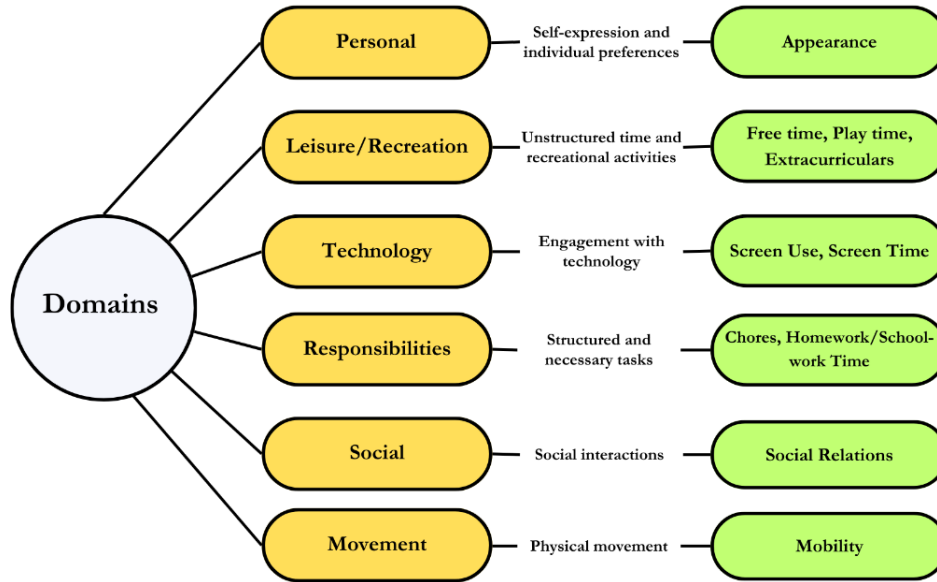 Personal
Self-expression and
individual preferences
Appearance
Leisure/Recreation
Unstructured time and
recreational activities
Free time, Play time,
Extracurriculars
Technology
Engagement with
technology
Screen Use, Screen Time
Domains
Responsibilities
Structured and
necessary tasks
Chores, Homework/School-
work Time
Social
Social interactions
Social Relations
Movement
Physical movement
Mobility